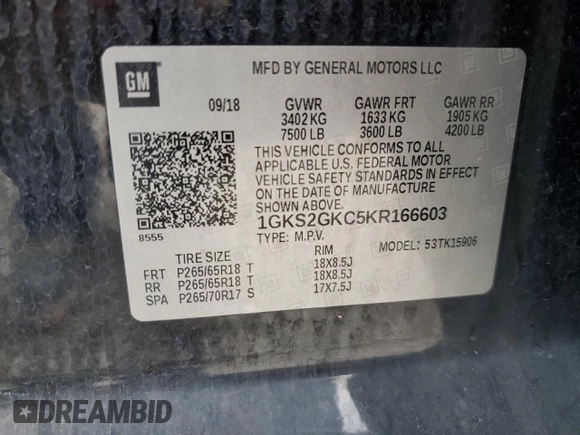 GM
MFD BY GENERAL MOTORS LLC
09/18 GVWR GAWR FRT GAWR RR
3402 KG 1633 KG 1905 KG
7500 LB 3600 LB 4200 LB
THIS VEHICLE CONFORMS TO ALL
APPLICABLE U.S. FEDERAL MOTOR
VEHICLE SAFETY STANDARDS IN EFFECT
ON THE DATE OF MANUFACTURE SHOWN ABOVE.
1GKS2GKC5KR166603
8555
TYPE: M.P.V. MODEL: 53TK15906
TIRE SIZE RIM
FRT P265/65R18 T 18X8.5J
RR P265/65R18 T 18X8.5J
SPA P265/70R17 S 17X7.5J
DREAMBID